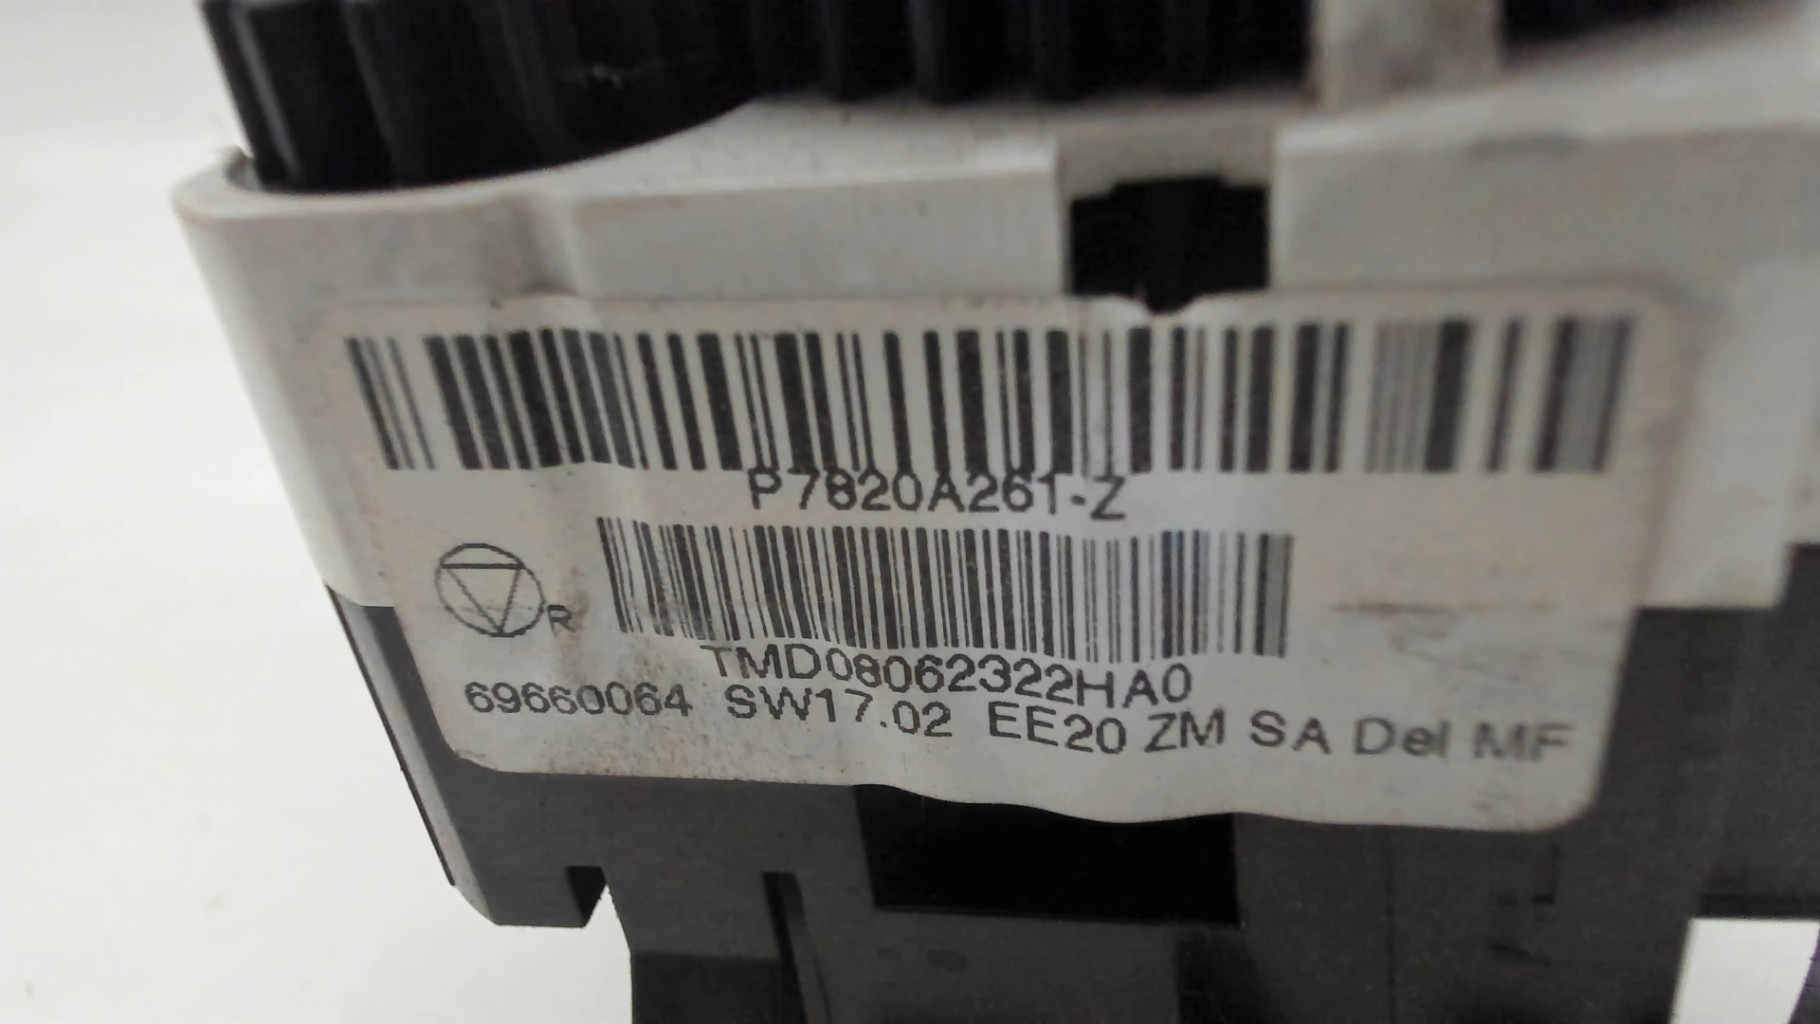 P7820A261-Z
R
TMD08062322HA0
69660064 SW17.02 EE20 ZM SA Del MF